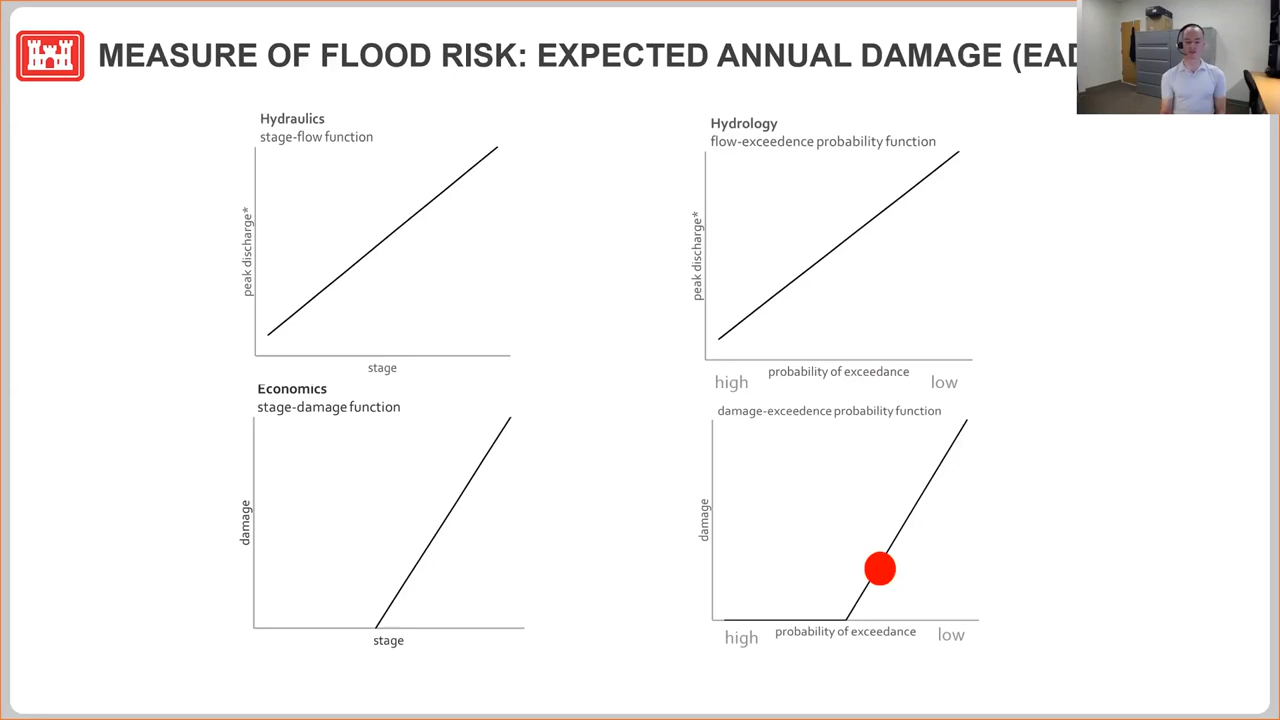 MEASURE OF FLOOD RISK: EXPECTED ANNUAL DAMAGE (EAD
Hydraulics
stage-flow function
peak discharge*
stage
Hydrology
flow-exceedence probability function
peak discharge*
probability of exceedance
high
low
Economics
stage-damage function
damage
stage
damage-exceedence probability function
damage
probability of exceedance
high
low